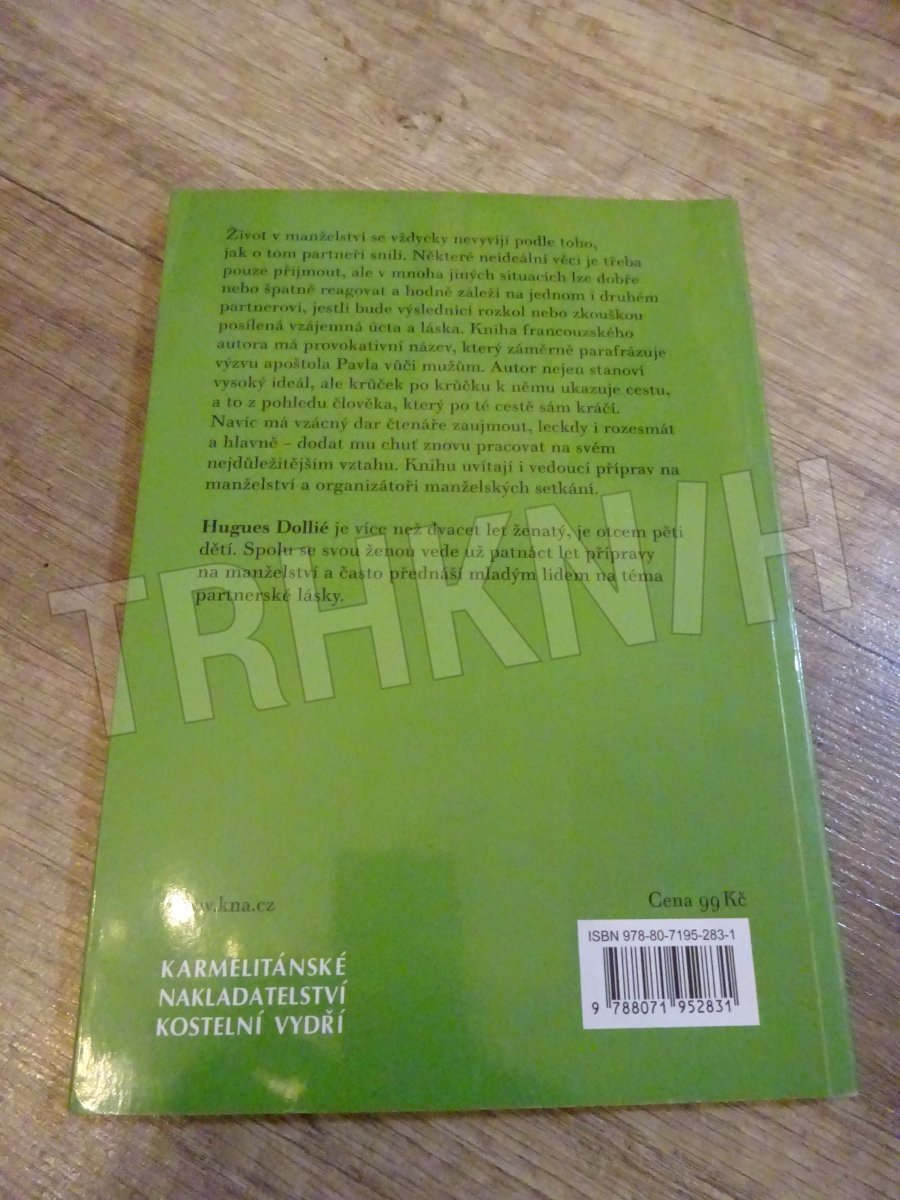 Život v manželství se vždycky nevyvíjí podle toho,
jak o tom partneři snili. Některé neideální věci je třeba
pouze přijmout, ale v mnoha jiných situacích lze dobře
nebo špatně reagovat a hodně záleží na jednom i druhém
partnerovi, jestli bude výslednicí rozkol nebo zkouškou
posílená vzájemná úcta a láska. Kniha francouzského
autora má provokativní název, který záměrně parafrázuje
výzvu apoštola Pavla vůči mužům. Autor nejen stanoví
vysoký ideál, ale krůček po krůčku k němu ukazuje cestu,
a to z pohledu člověka, který po té cestě sám kráčí.
Navíc má vzácný dar čtenáře zaujmout, leckdy i rozesmát
a hlavně – dodat mu chuť znovu pracovat na svém
nejdůležitějším vztahu. Knihu uvítají i vedoucí příprav na
manželství a organizátoři manželských setkání.
Hugues Dollié je více než dvacet let ženatý, je otcem pěti
dětí. Spolu se svou ženou vede už patnáct let přípravy
na manželství a často přednáší mladým lidem na téma
partnerské lásky.
TRHKNIH
www.kna.cz
Cena 99 Kč
ISBN 978-80-7195-283-1
9 788071 952831
KARMELITÁNSKÉ
NAKLADATELSTVÍ
KOSTELNÍ VYDŘÍ